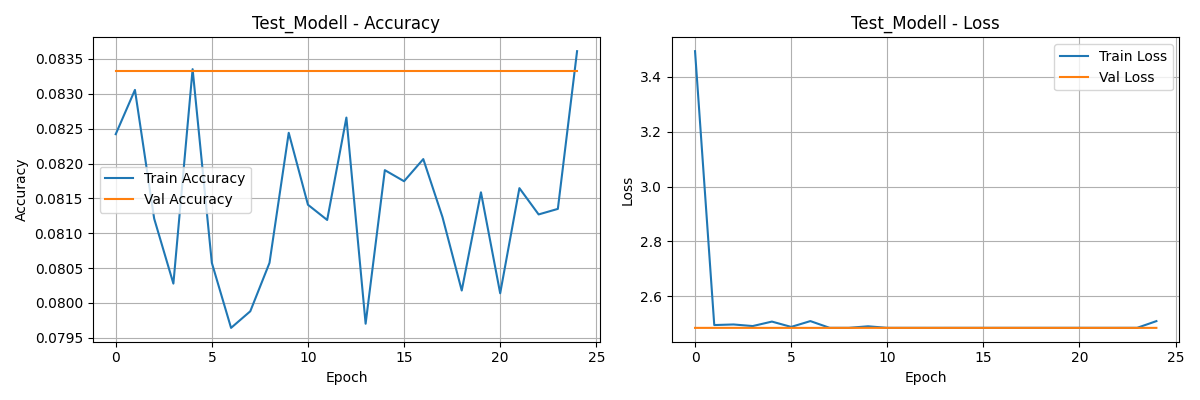 Test_Modell - Accuracy
0.0835
0.0830
0.0825
0.0820
0.0815
0.0810
0.0805
0.0800
0.0795
Accuracy
Train Accuracy
Val Accuracy
0 5 10 15 20 25
Epoch
Test_Modell - Loss
3.4
3.2
3.0
2.8
2.6
Loss
Train Loss
Val Loss
0 5 10 15 20 25
Epoch